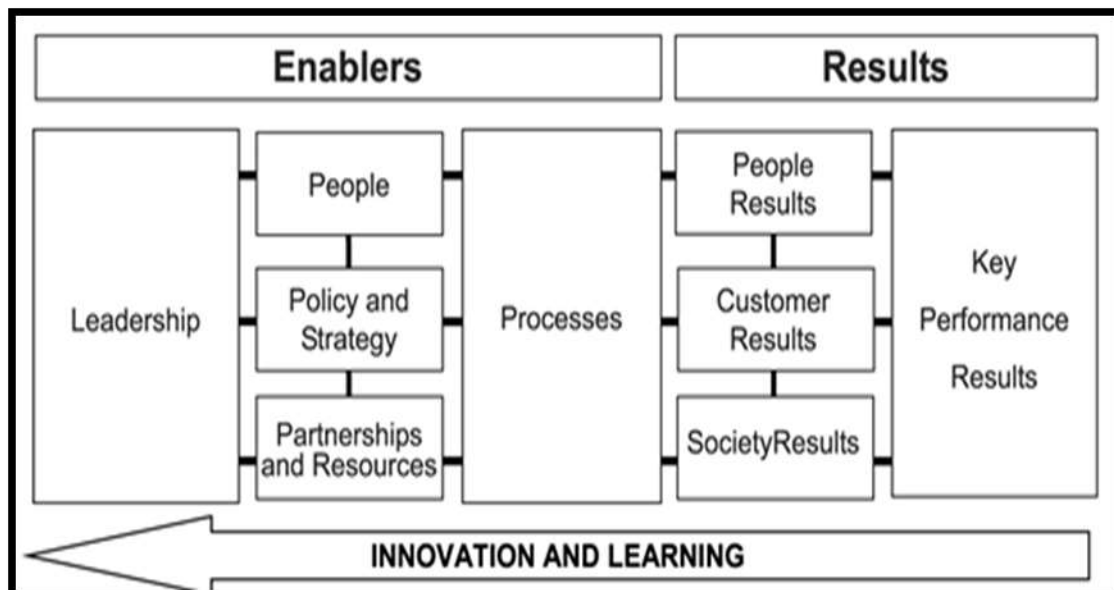 Enablers
Results
Leadership
People
Policy and
Strategy
Partnerships
and Resources
Processes
People
Results
Customer
Results
SocietyResults
Key
Performance
Results
INNOVATION AND LEARNING